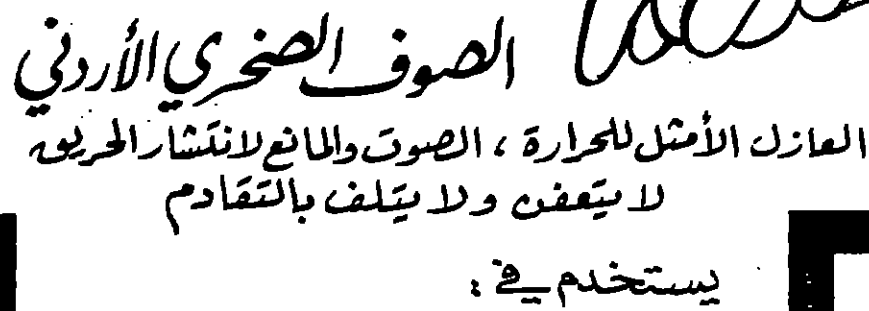 الصوف الصخري الأردني
العازل الأمثل للحرارة ، الصوت والمانع لانتشار الحريق
لا يتعفن ولا يتلف بالتقادم
يستخدم في :